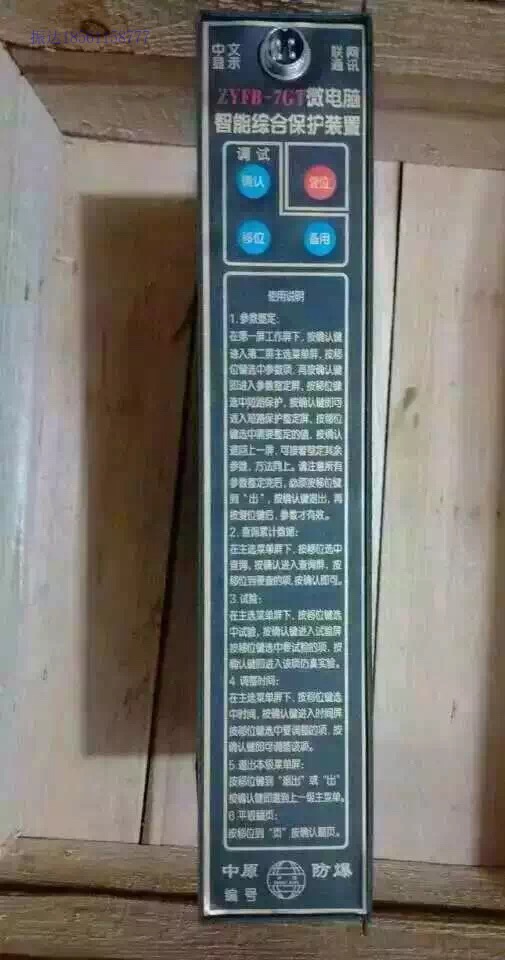 中文 联网
显示 通讯
ZYFB-7GT微电脑
智能综合保护装置
调试
确认 复位
移位 备用
使用说明
1.参数整定:
在第一屏工作屏下，按确认键
进入第二屏主选菜单屏，按移
位键选中参数项，再按确认键
即进入参数整定屏，按移位键
选中短路保护，按确认键即可
进入短路保护整定屏，按移位
键选中需要整定的值，按确认
退回上一屏，可接着整定其余
参数，方法同上。请注意所有
参数整定完后，必须按移位键
到“出”，按确认键退出，再
按复位键后，参数才有效。
2.查询累计数据:
在主选菜单屏下，按移位选中
查询，按确认进入查询屏，按
移位到要查的项，按确认即可。
3.试验:
在主选菜单屏下，按移位键选
中试验，按确认键进入试验屏
按移位键选中要试验的项，按
确认键即进入该项仿真实验。
4.调整时间:
在主选菜单屏下，按移位键选
中时间，按确认键进入时间屏
按移位键选中要调整的项，按
确认键即可调整该项。
5.退出本级菜单屏:
按移位键到“退出”或“出”
按确认键即退到上一级主菜单。
6.平级翻页:
按移位到“页”按确认翻页。
中原 防爆
编号